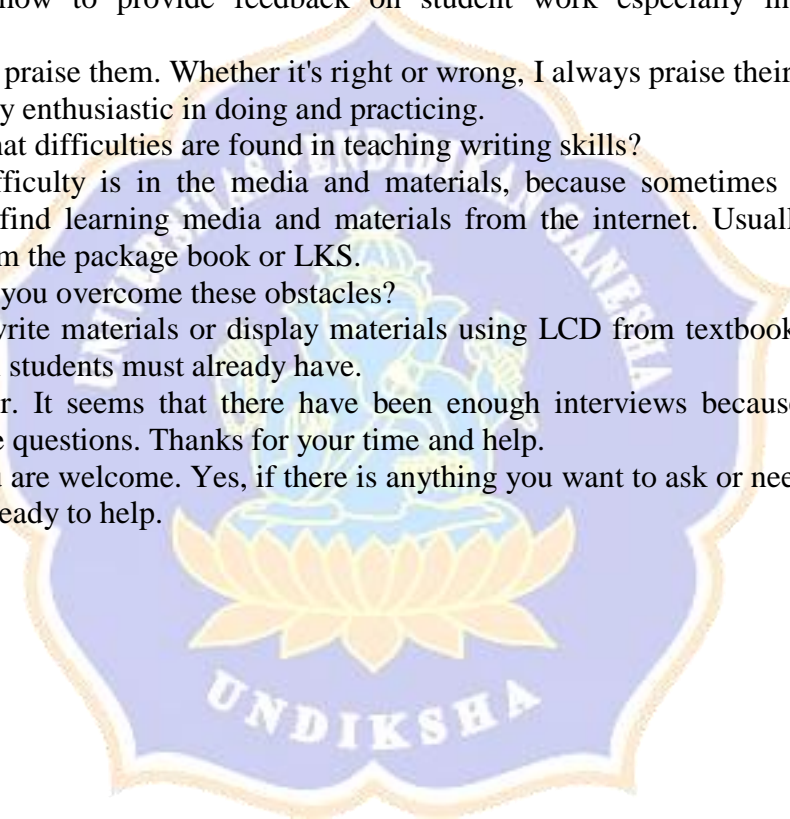 how to provide feedback on student work especially in
praise them. Whether it's right or wrong, I always praise their
y enthusiastic in doing and practicing.
at difficulties are found in teaching writing skills?
fficulty is in the media and materials, because sometimes
find learning media and materials from the internet. Usuall
m the package book or LKS.
you overcome these obstacles?
write materials or display materials using LCD from textbook
students must already have.
r. It seems that there have been enough interviews because
e questions. Thanks for your time and help.
u are welcome. Yes, if there is anything you want to ask or nee
eady to help.
UNIVERSITAS PENDIDIKAN GANESHA
UNDIKSHA